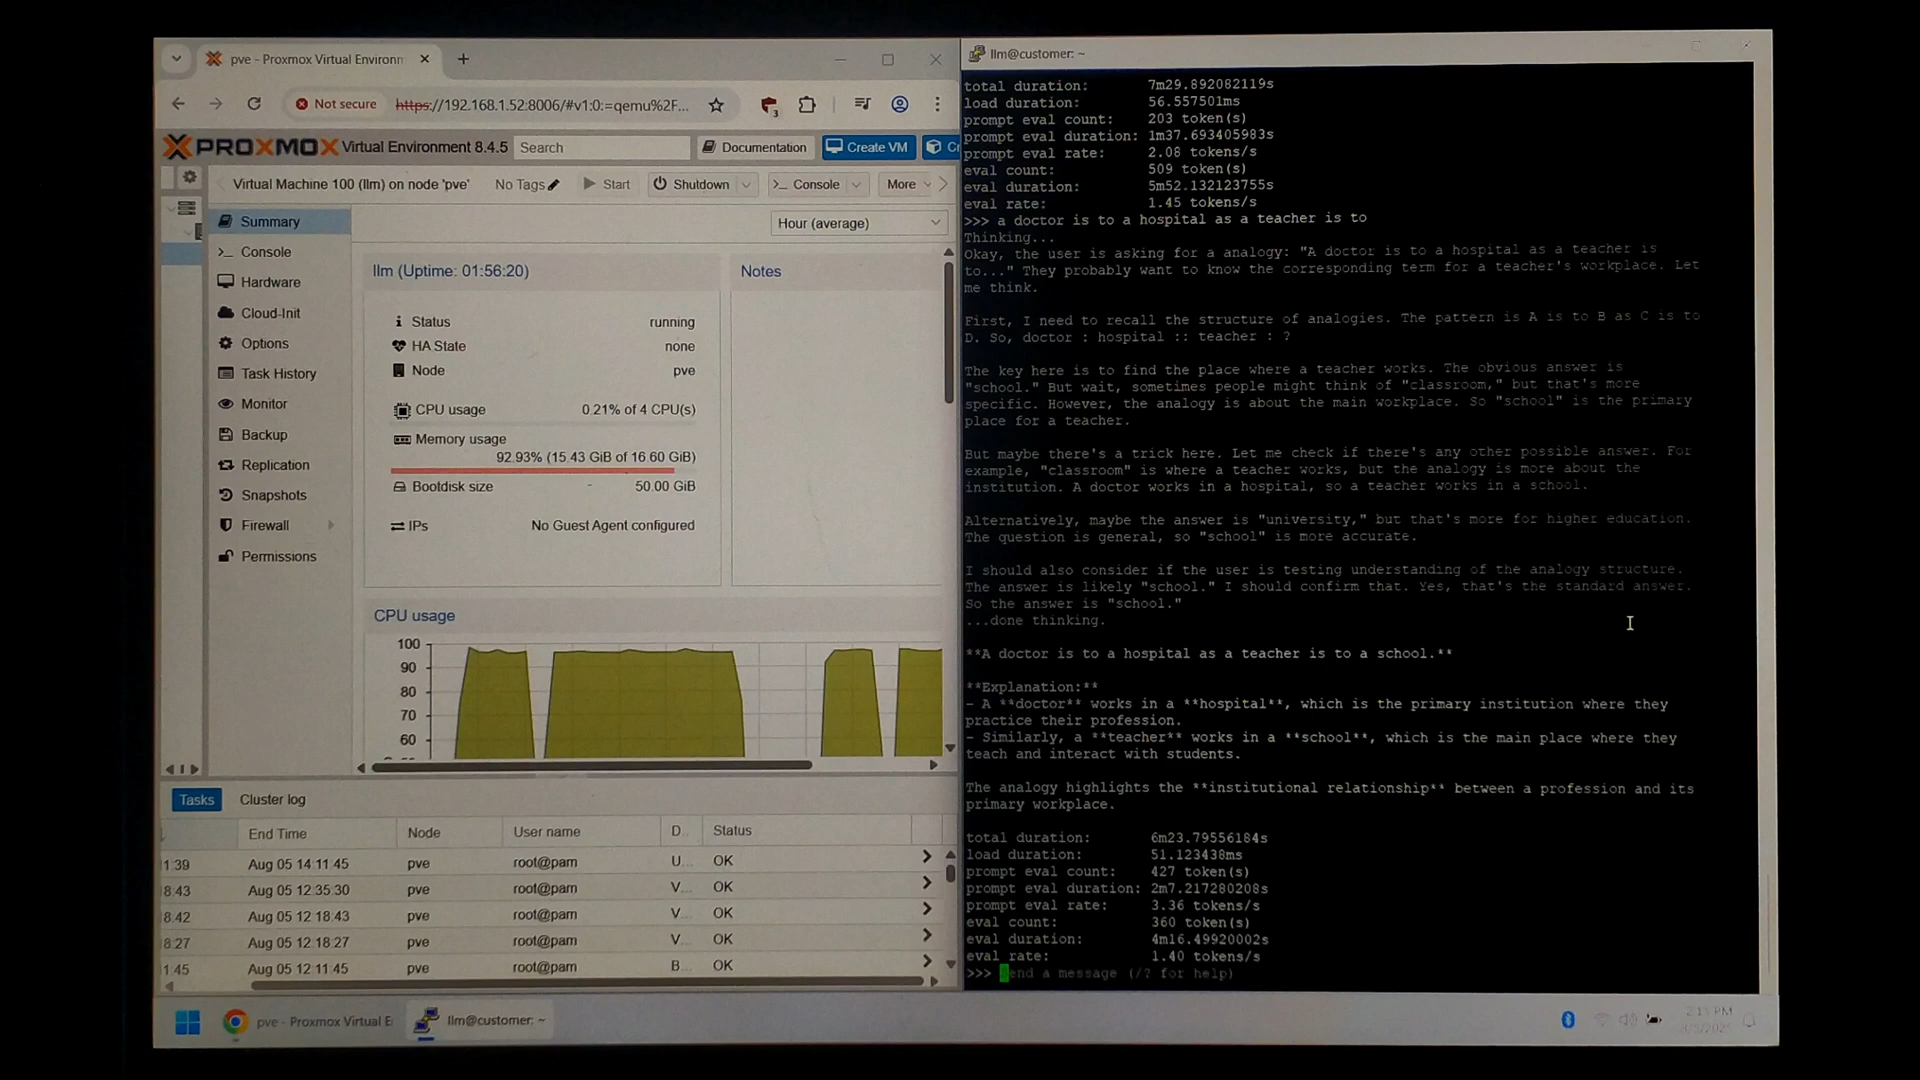 pve - Proxmox Virtual Environn
Not secure
https://192.168.1.52:8006/#v1:0:=qemu%2F...
3
PROXMOX Virtual Environment 8.4.5
Search
Documentation
Create VM
Virtual Machine 100 (llm) on node 'pve'
No Tags
Start
Shutdown
Console
More
Summary
Console
Hardware
Cloud-Init
Options
Task History
Monitor
Backup
Replication
Snapshots
Firewall
Permissions
Hour (average)
llm (Uptime: 01:56:20)
Notes
Status running
HA State none
Node pve
CPU usage 0.21% of 4 CPU(s)
Memory usage
92.93% (15.43 GiB of 16.60 GiB)
Bootdisk size 50.00 GiB
IPs No Guest Agent configured
CPU usage
100
90
80
70
60
Tasks
Cluster log
End Time Node User name D.. Status
1:39 Aug 05 14:11:45 pve root@pam U... OK
8:43 Aug 05 12:35:30 pve root@pam V... OK
8:42 Aug 05 12:18:43 pve root@pam V... OK
8:27 Aug 05 12:18:27 pve root@pam V... OK
1:45 Aug 05 12:11:45 pve root@pam B... OK
llm@customer: ~
total duration: 7m29.892082119s
load duration: 56.557501ms
prompt eval count: 203 token(s)
prompt eval duration: 1m37.693405983s
prompt eval rate: 2.08 tokens/s
eval count: 509 token(s)
eval duration: 5m52.132123755s
eval rate: 1.45 tokens/s
>>> a doctor is to a hospital as a teacher is to
Thinking...
Okay, the user is asking for a analogy: "A doctor is to a hospital as a teacher is
to..." They probably want to know the corresponding term for a teacher's workplace. Let
me think.
First, I need to recall the structure of analogies. The pattern is A is to B as C is to
D. So, doctor : hospital :: teacher : ?
The key here is to find the place where a teacher works. The obvious answer is
"school." But wait, sometimes people might think of "classroom," but that's more
specific. However, the analogy is about the main workplace. So "school" is the primary
place for a teacher.
But maybe there's a trick here. Let me check if there's any other possible answer. For
example, "classroom" is where a teacher works, but the analogy is more about the
institution. A doctor works in a hospital, so a teacher works in a school.
Alternatively, maybe the answer is "university," but that's more for higher education.
The question is general, so "school" is more accurate.
I should also consider if the user is testing understanding of the analogy structure.
The answer is likely "school." I should confirm that. Yes, that's the standard answer.
So the answer is "school."
...done thinking.
**A doctor is to a hospital as a teacher is to a school.**
**Explanation:**
- A **doctor** works in a **hospital**, which is the primary institution where they
practice their profession.
- Similarly, a **teacher** works in a **school**, which is the main place where they
teach and interact with students.
The analogy highlights the **institutional relationship** between a profession and its
primary workplace.
total duration: 6m23.79556184s
load duration: 51.123438ms
prompt eval count: 427 token(s)
prompt eval duration: 2m7.217280208s
prompt eval rate: 3.36 tokens/s
eval count: 360 token(s)
eval duration: 4m16.49920002s
eval rate: 1.40 tokens/s
>>> Send a message (/? for help)
pve - Proxmox Virtual E
llm@customer: ~
2:15 PM